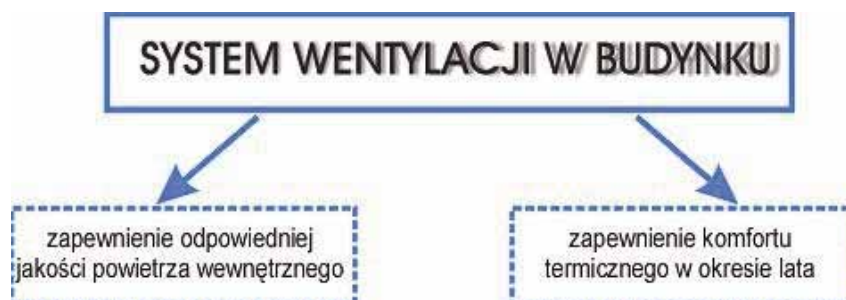 SYSTEM WENTYLACJI W BUDYNKU
zapewnienie odpowiedniej
jakości powietrza wewnętrznego
zapewnienie komfortu
termicznego w okresie lata